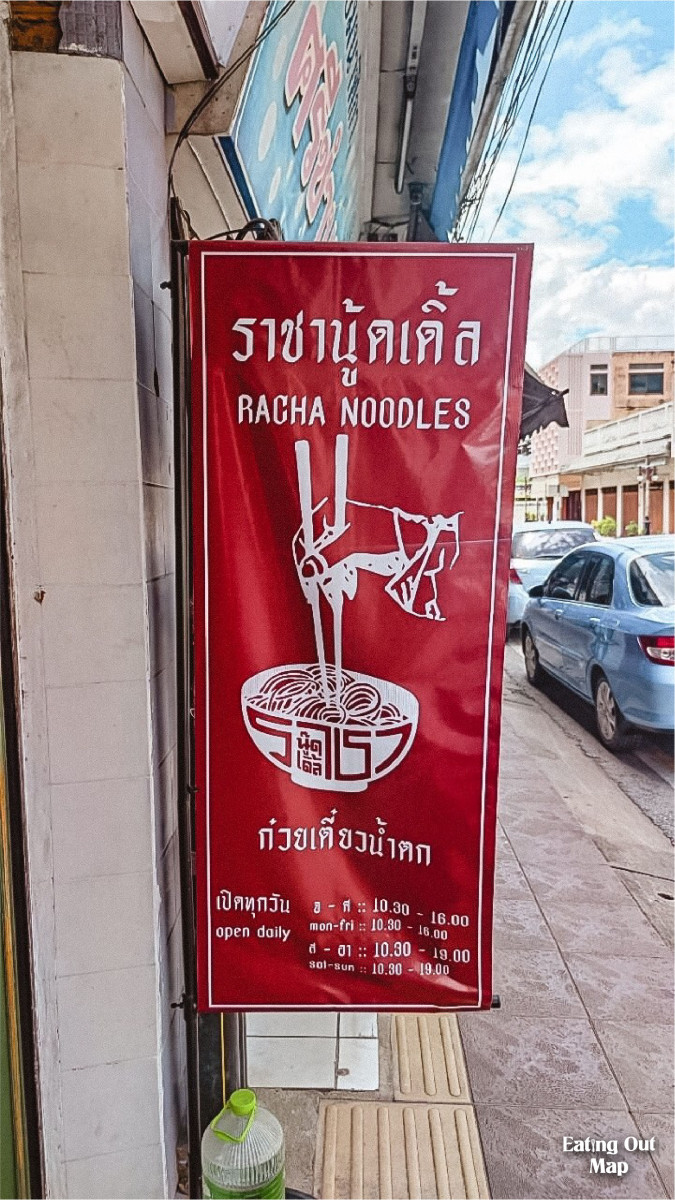 ราชานู้ดเดิ้ล
RACHA NOODLES
ราชา
นู๊ด
เดิ้ล
ก๋วยเตี๋ยวน้ำตก
เปิดทุกวัน
open daily
จ - ศ :: 10.30 - 16.00
mon-fri :: 10.30 - 16.00
ส - อา :: 10.30 - 19.00
sat-sun :: 10.30 - 19.00
Eating Out
Map